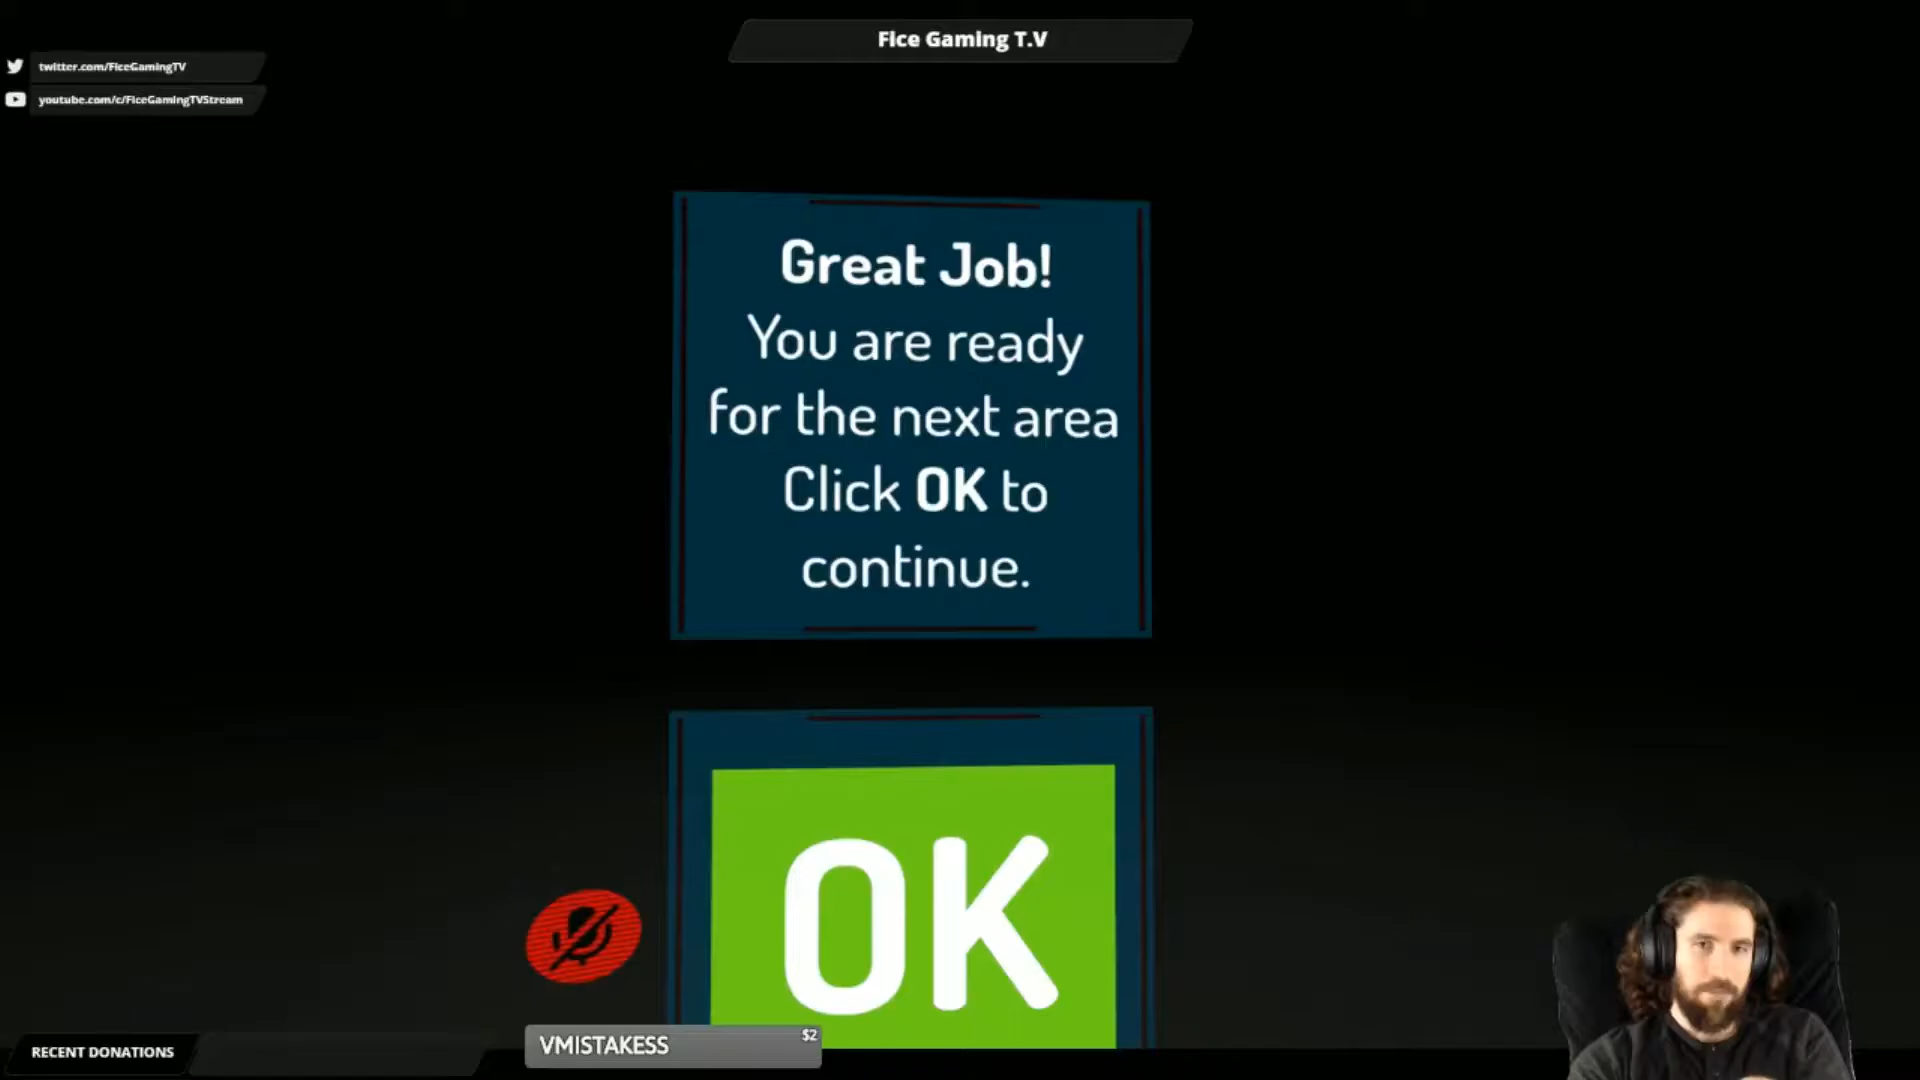 Fice Gaming T.V
twitter.com/FiceGamingTV
youtube.com/c/FiceGamingTVStream
Great Job!
You are ready
for the next area
Click OK to
continue.
OK
RECENT DONATIONS
VMISTAKESS
$2